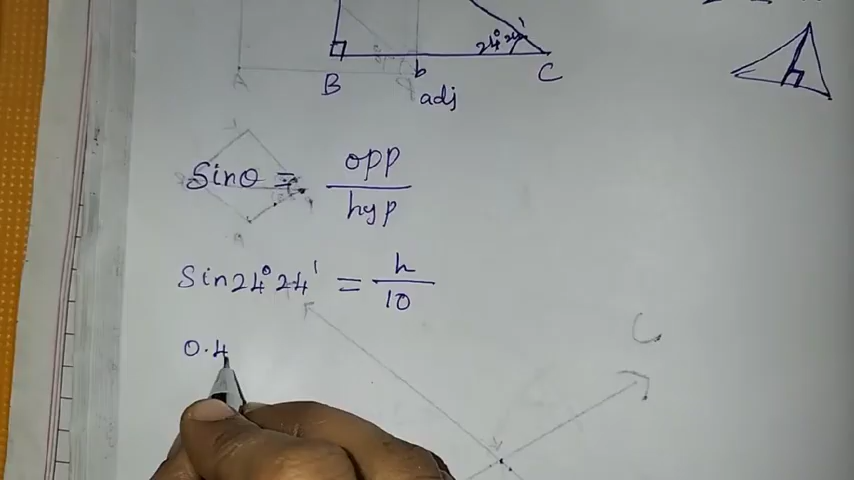 24° 24'
B b C
adj
Sinθ = opp
hyp
Sin24° 24' = h
10
0.4